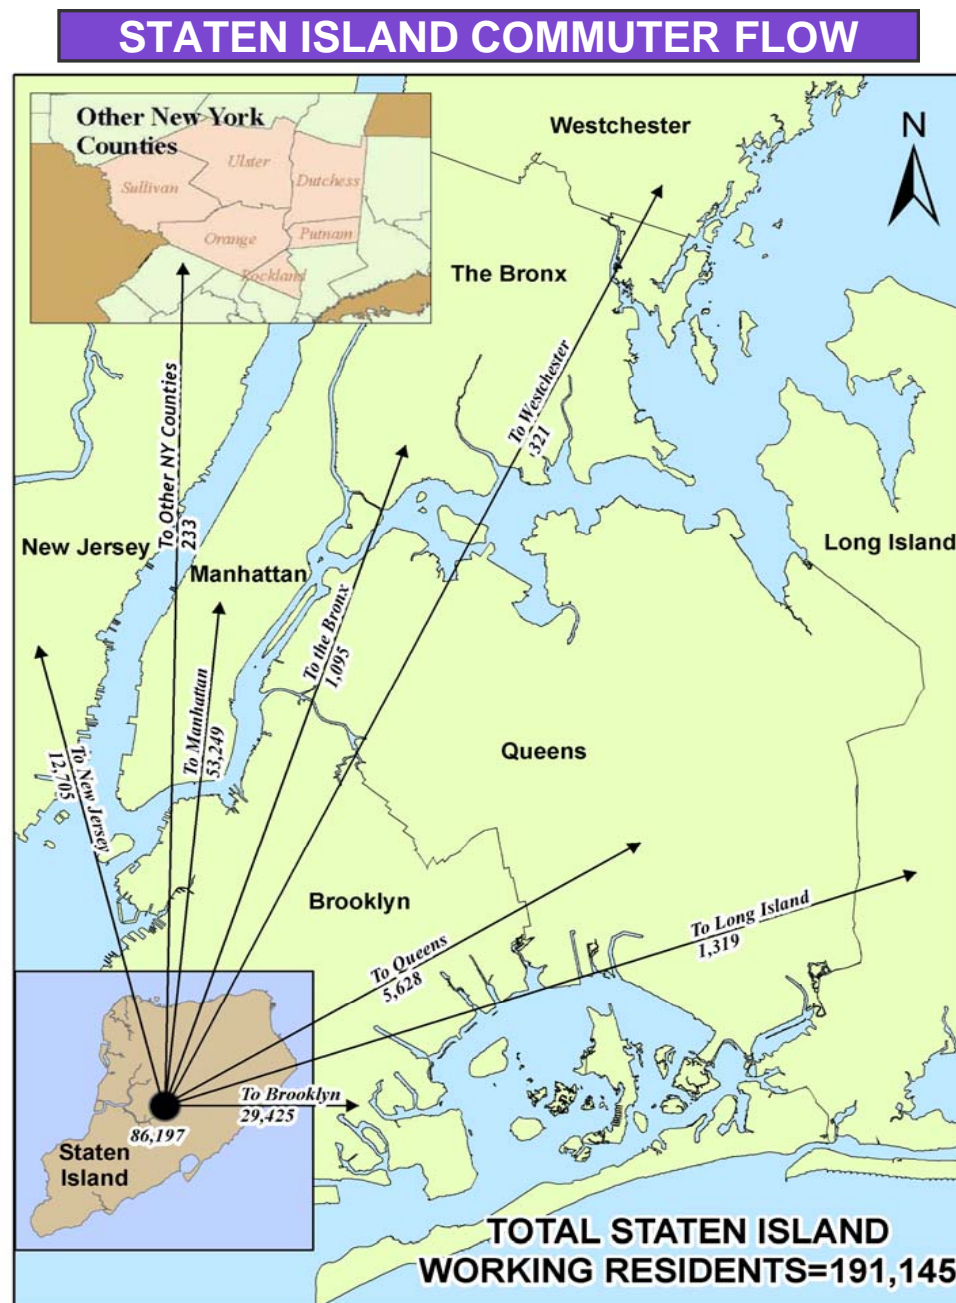 STATEN ISLAND COMMUTER FLOW
Other New York
Counties
Ulster
Sullivan
Dutchess
Orange
Putnam
Rockland
Westchester
N
The Bronx
To Westchester
321
To Other NY Counties
233
New Jersey
Manhattan
Long Island
To the Bronx
1,095
To Manhattan
53,249
To New Jersey
12,705
Queens
Brooklyn
To Long Island
1,319
To Queens
5,628
To Brooklyn
29,425
86,197
Staten
Island
TOTAL STATEN ISLAND
WORKING RESIDENTS=191,145